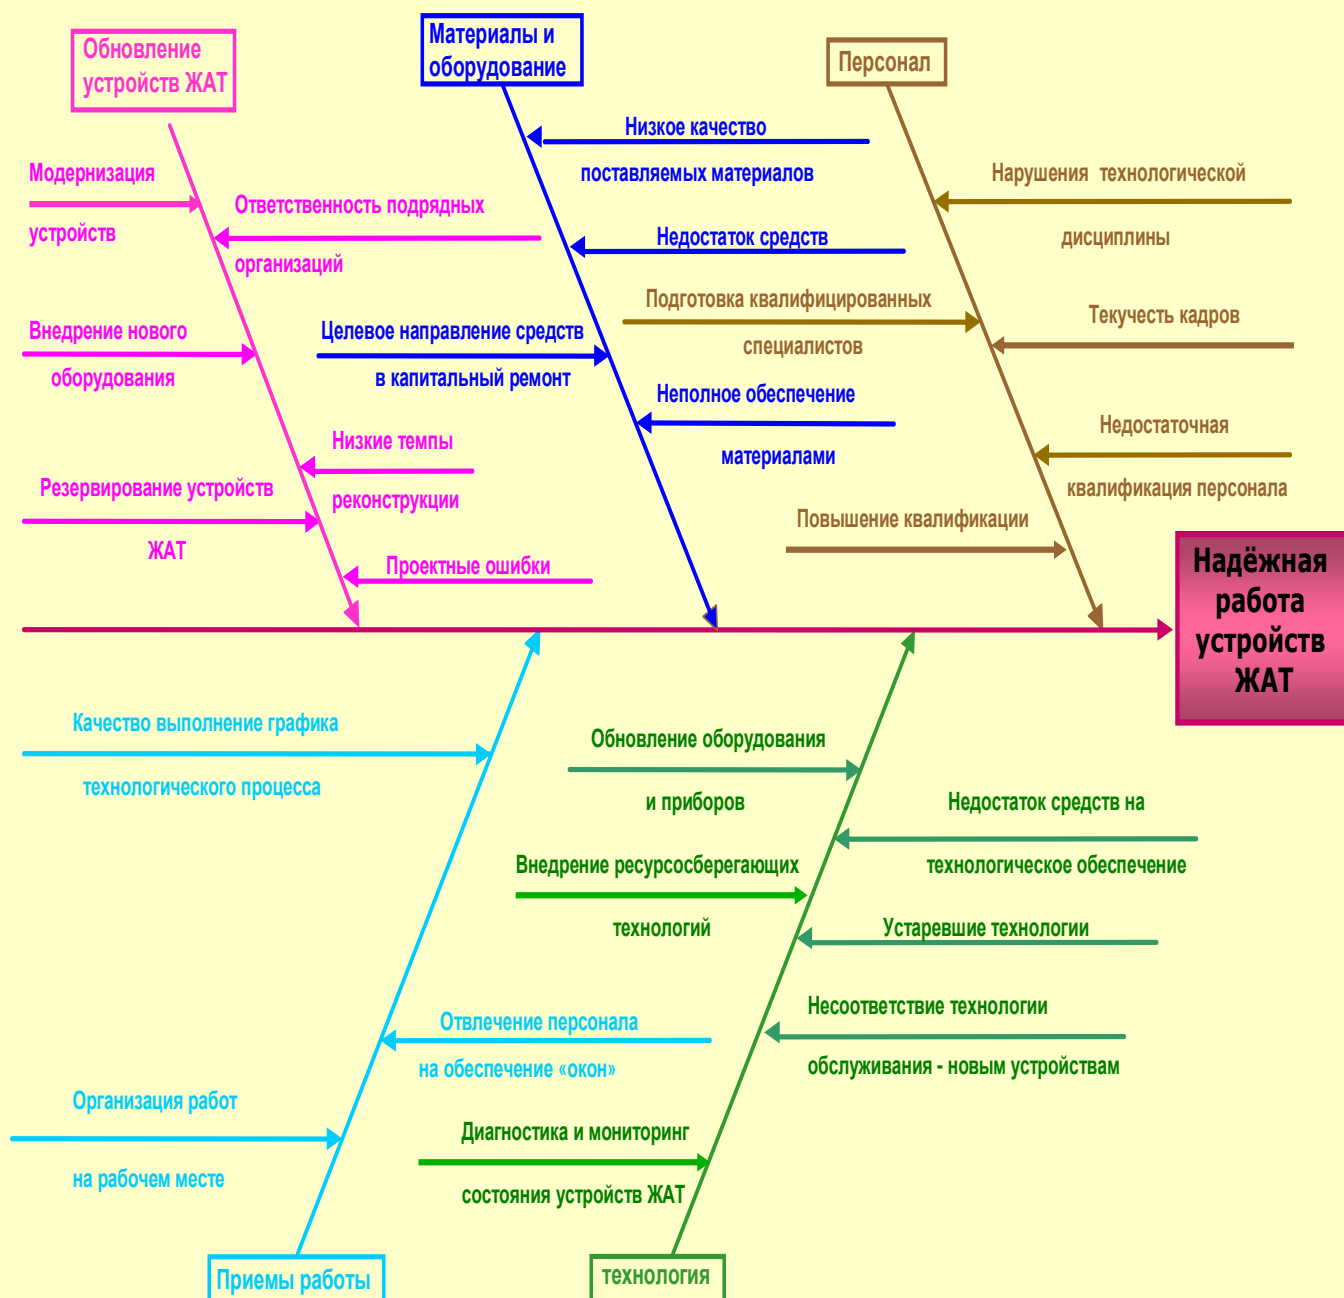 Обновление
устройств ЖАТ
Материалы и
оборудование
Персонал
Модернизация
устройств
Ответственность подрядных
организаций
Внедрение нового
оборудования
Низкие темпы
реконструкции
Резервирование устройств
ЖАТ
Проектные ошибки
Низкое качество
поставляемых материалов
Недостаток средств
Целевое направление средств
в капитальный ремонт
Неполное обеспечение
материалами
Нарушения технологической
дисциплины
Подготовка квалифицированных
специалистов
Текучесть кадров
Недостаточная
квалификация персонала
Повышение квалификации
Надёжная
работа
устройств
ЖАТ
Качество выполнение графика
технологического процесса
Отвлечение персонала
на обеспечение «окон»
Организация работ
на рабочем месте
Приемы работы
Обновление оборудования
и приборов
Недостаток средств на
технологическое обеспечение
Внедрение ресурсосберегающих
технологий
Устаревшие технологии
Несоответствие технологии
обслуживания - новым устройствам
Диагностика и мониторинг
состояния устройств ЖАТ
технология